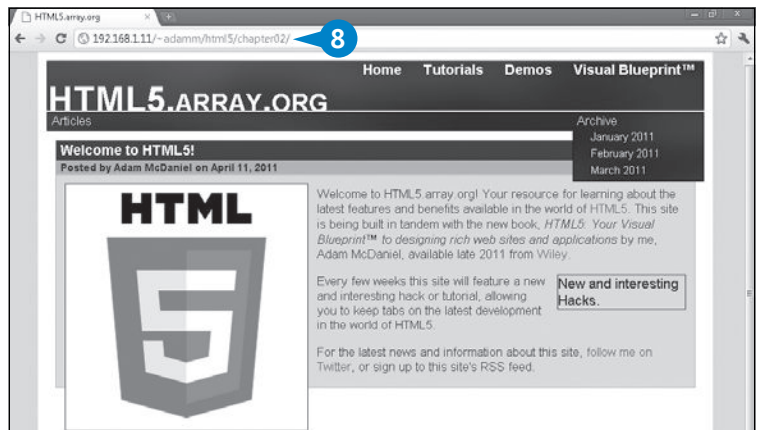 HTML5.array.org
192.168.1.11/~adamm/html5/chapter02/
8
Home Tutorials Demos Visual Blueprint™
HTML5.ARRAY.ORG
Articles
Archive
January 2011
February 2011
March 2011
Welcome to HTML5!
Posted by Adam McDaniel on April 11, 2011
HTML
5
Welcome to HTML5.array.org! Your resource for learning about the
latest features and benefits available in the world of HTML5. This site
is being built in tandem with the new book, HTML5: Your Visual
Blueprint™ to designing rich web sites and applications by me,
Adam McDaniel, available late 2011 from Wiley.
Every few weeks this site will feature a new
and interesting hack or tutorial, allowing
you to keep tabs on the latest development
in the world of HTML5.
New and interesting
Hacks.
For the latest news and information about this site, follow me on
Twitter, or sign up to this site's RSS feed.